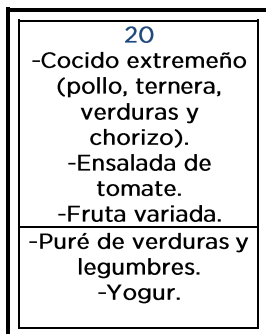 20
-Cocido extremeño
(pollo, ternera,
verduras y
chorizo).
-Ensalada de
tomate.
-Fruta variada.
-Puré de verduras y
legumbres.
-Yogur.